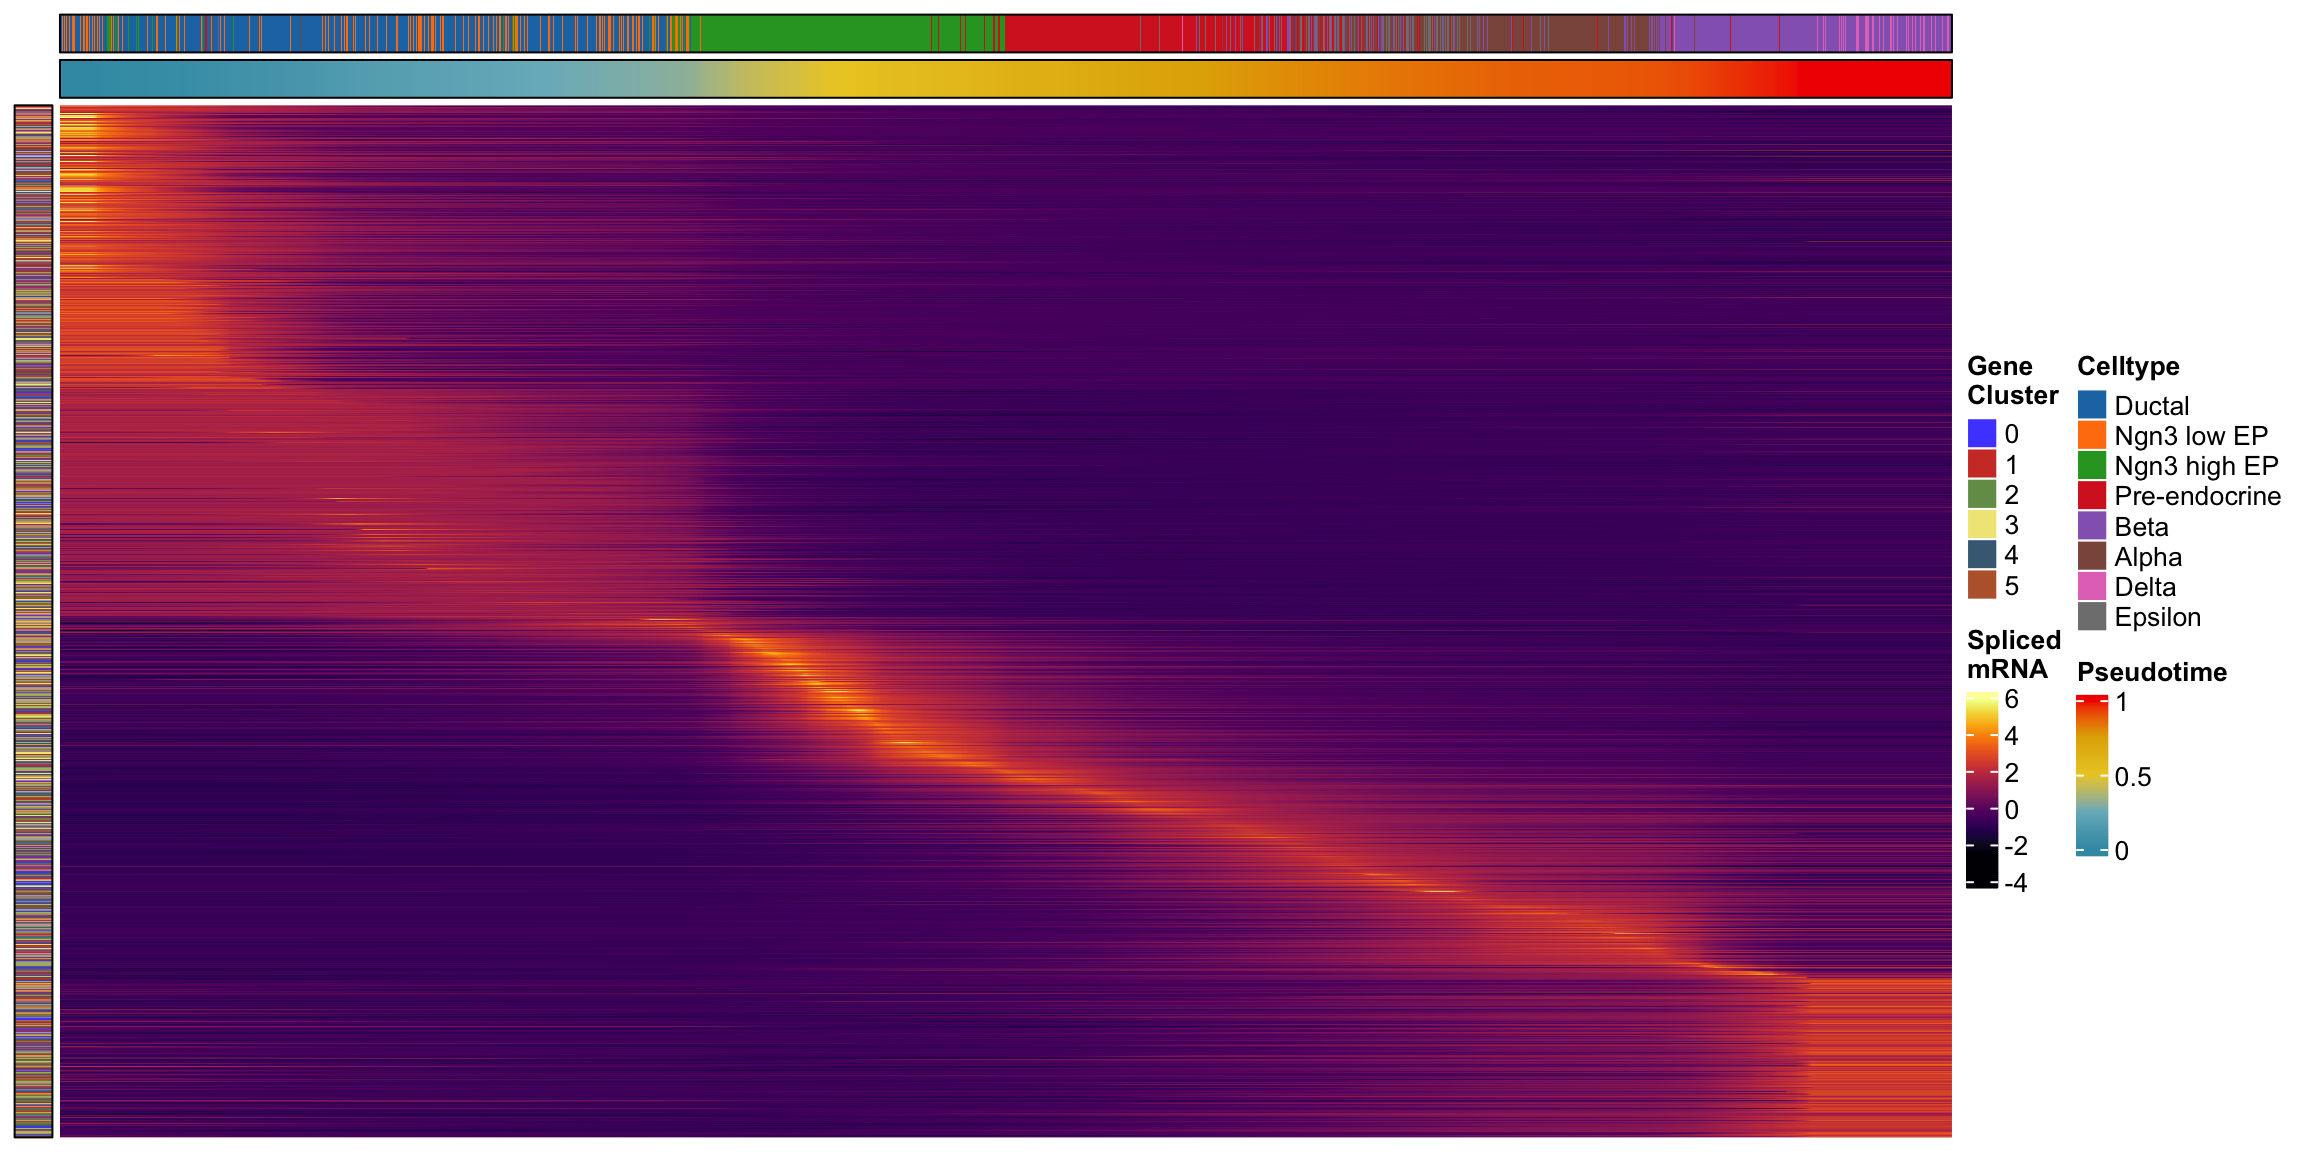 Gene
Cluster
0
1
2
3
4
5
Spliced
mRNA
6
4
2
0
-2
-4
Celltype
Ductal
Ngn3 low EP
Ngn3 high EP
Pre-endocrine
Beta
Alpha
Delta
Epsilon
Pseudotime
1
0.5
0